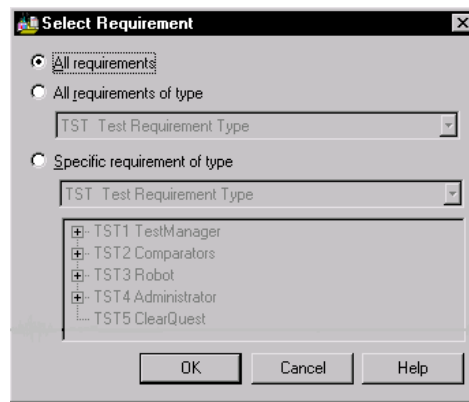 Select Requirement
All requirements
All requirements of type
TST Test Requirement Type
Specific requirement of type
TST Test Requirement Type
TST1 TestManager
TST2 Comparators
TST3 Robot
TST4 Administrator
TST5 ClearQuest
OK Cancel Help